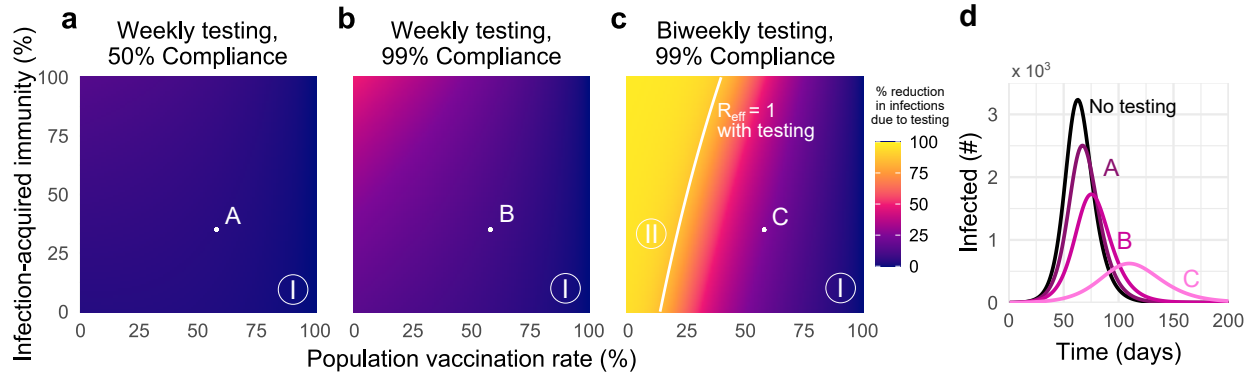 a
Weekly testing,
50% Compliance
b
Weekly testing,
99% Compliance
c
Biweekly testing,
99% Compliance
d
Infection-acquired immunity (%)
100
75
50
25
0
A
I
0 25 50 75 100
B
I
0 25 50 75 100
R_eff = 1
with testing
II
C
I
0 25 50 75 100
Population vaccination rate (%)
% reduction
in infections
due to testing
100
75
50
25
0
x 10³
Infected (#)
3
2
1
0
No testing
A
B
C
0 50 100 150 200
Time (days)